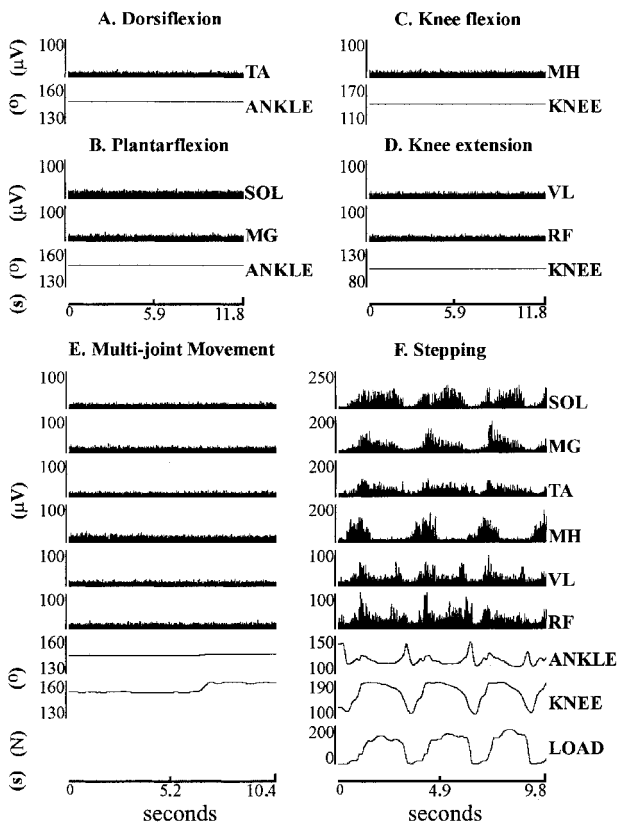 A. Dorsiflexion
(μV)
100
TA
(o)
160
130
ANKLE
B. Plantarflexion
(μV)
100
SOL
100
MG
(o)
160
130
ANKLE
(s)
0
5.9
11.8
C. Knee flexion
100
MH
170
110
KNEE
D. Knee extension
100
VL
100
RF
130
80
KNEE
0
5.9
11.8
E. Multi-joint Movement
(μV)
100
100
100
100
100
100
(o)
160
130
160
130
(N)
(s)
0
5.2
10.4
seconds
F. Stepping
250
SOL
200
MG
200
TA
200
MH
100
VL
100
RF
150
100
ANKLE
190
100
KNEE
200
0
LOAD
0
4.9
9.8
seconds